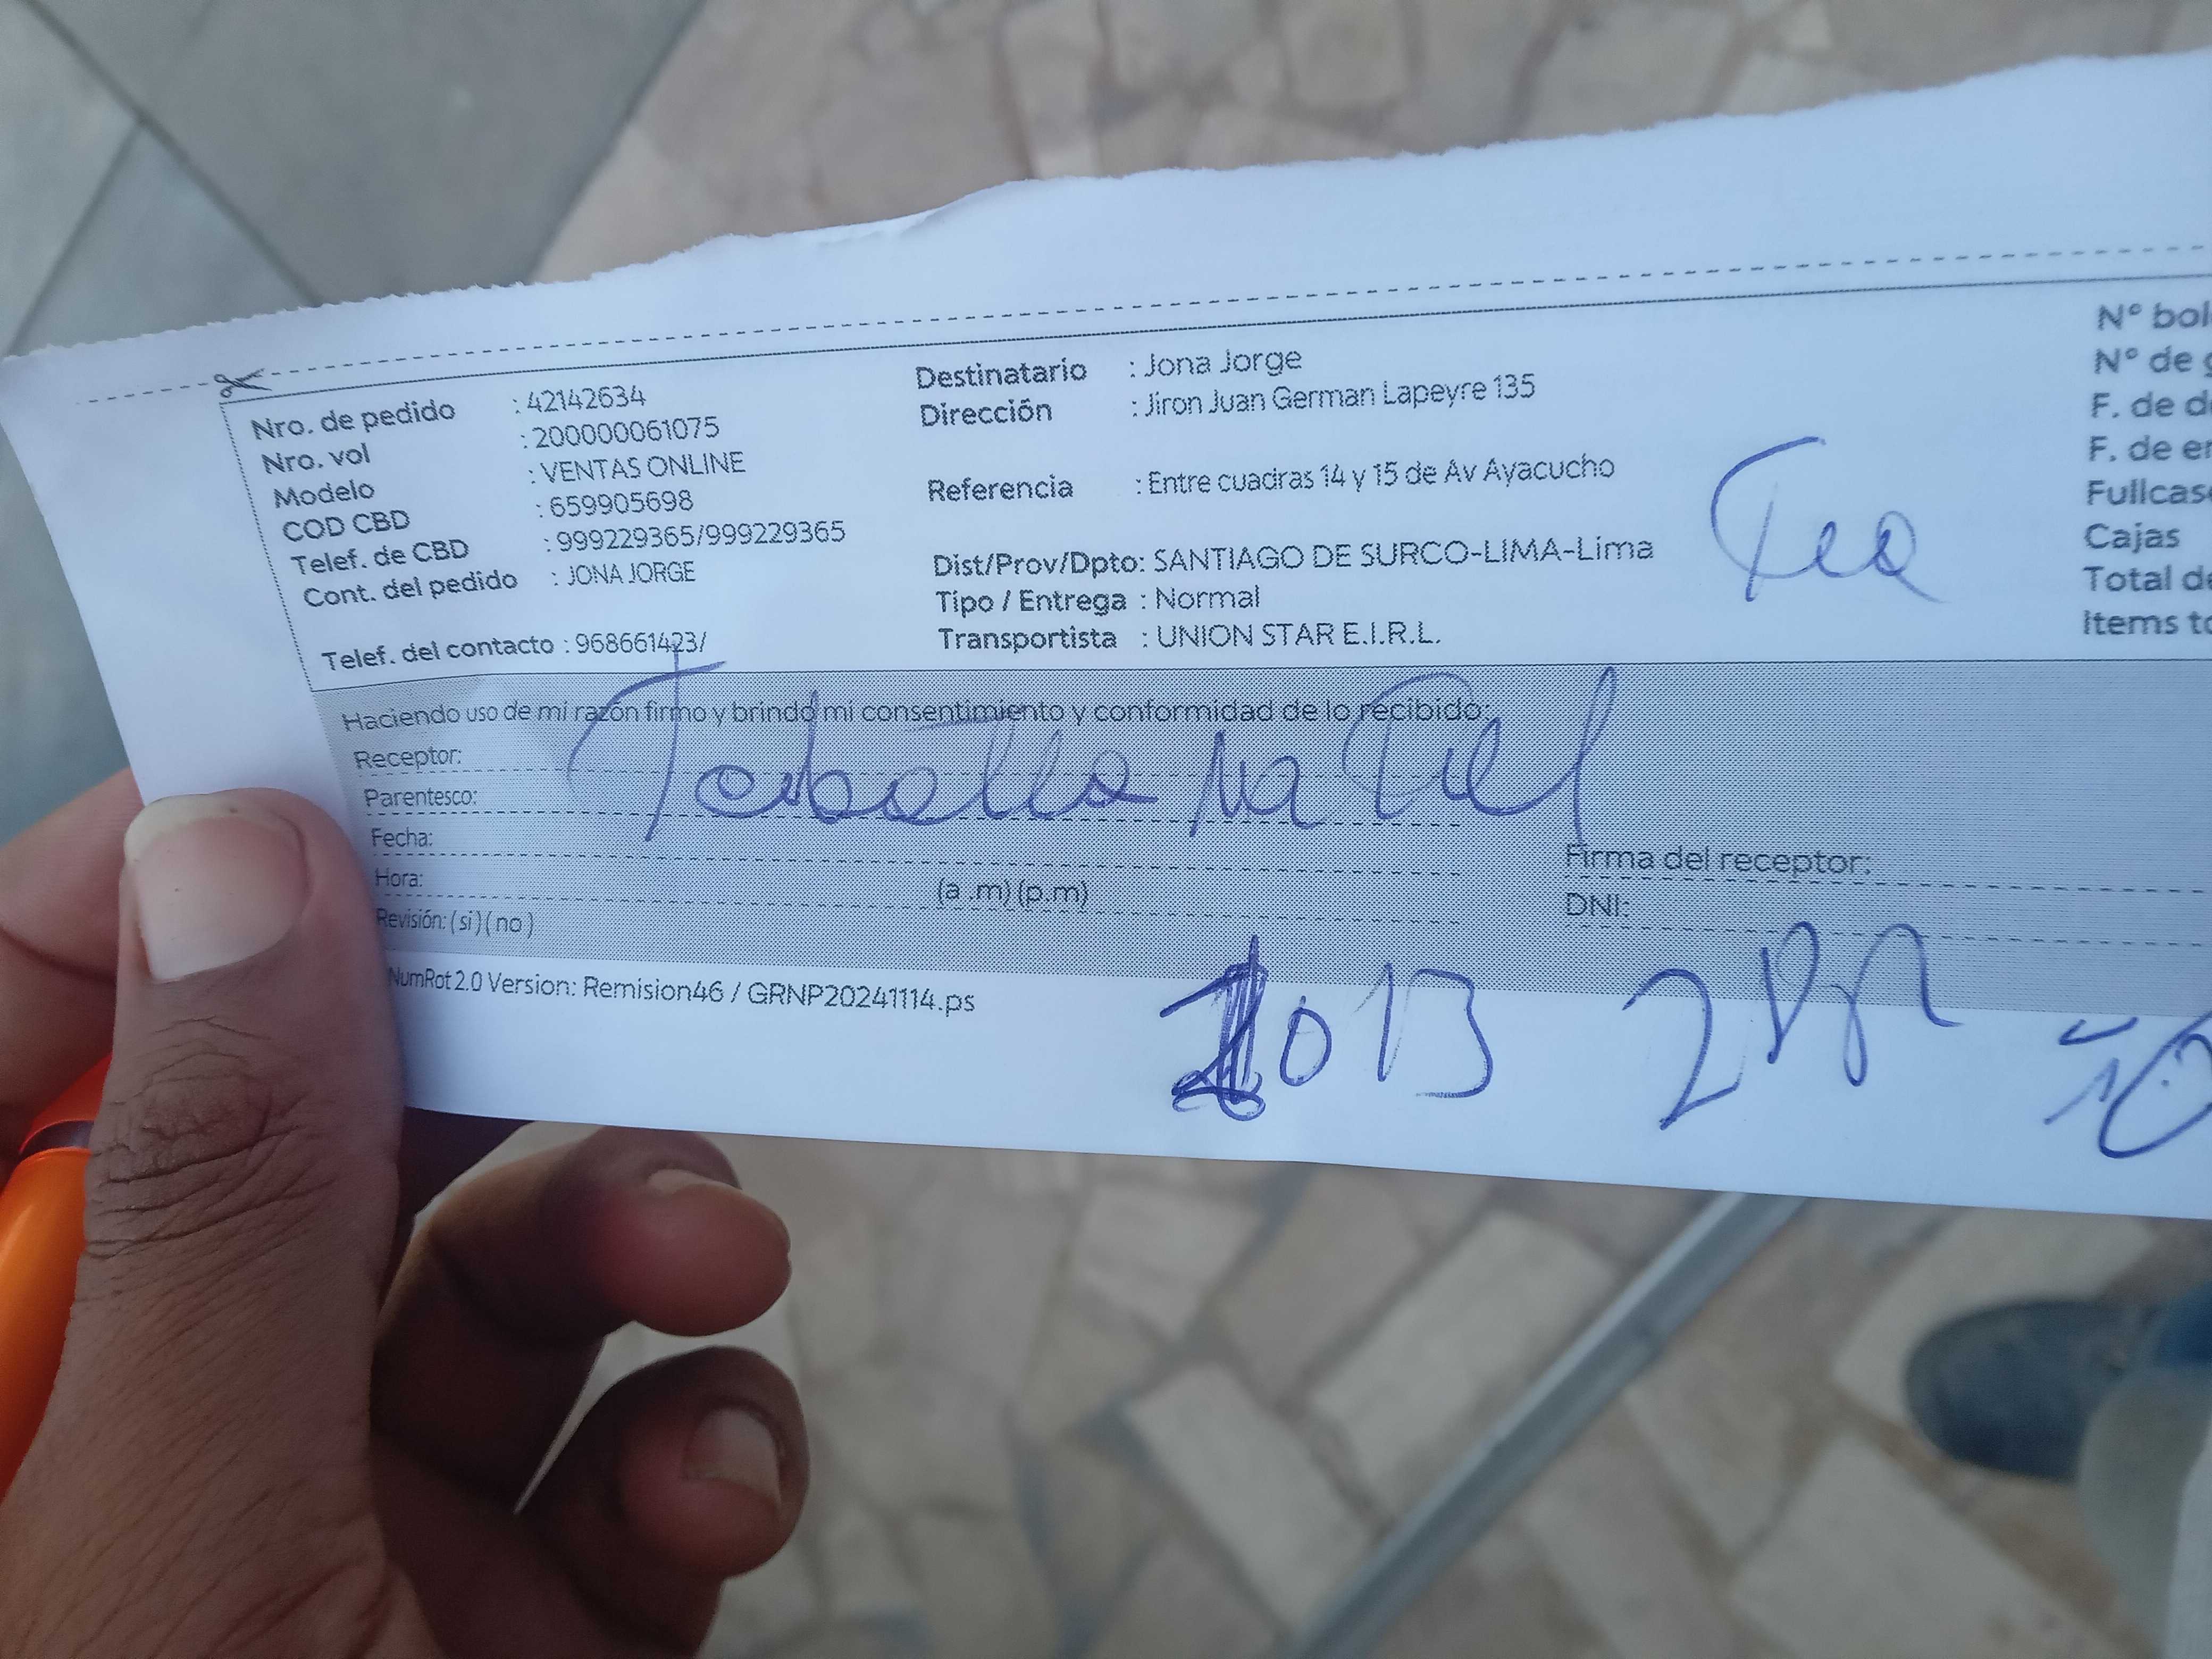 Nro. de pedido : 42142634
Nro. vol : 200000061075
Modelo : VENTAS ONLINE
COD CBD : 659905698
Telef. de CBD : 999229365/999229365
Cont. del pedido : JONA JORGE
Telef. del contacto : 968661423/
Destinatario : Jona Jorge
Dirección : Jiron Juan German Lapeyre 135
Referencia : Entre cuadras 14 y 15 de Av Ayacucho
Dist/Prov/Dpto: SANTIAGO DE SURCO-LIMA-Lima
Tipo / Entrega : Normal
Transportista : UNION STAR E.I.R.L.
N° bol
N° de g
F. de d
F. de e
Fullcas
Cajas
Total de
Items to
Haciendo uso de mi razón firmo y brindo mi consentimiento y conformidad de lo recibido:
Receptor:
Parentesco:
Fecha:
Hora: (a .m) (p.m)
Revisión: ( si ) ( no )
Firma del receptor:
DNI:
NumRot 2.0 Version: Remision46 / GRNP20241114.ps